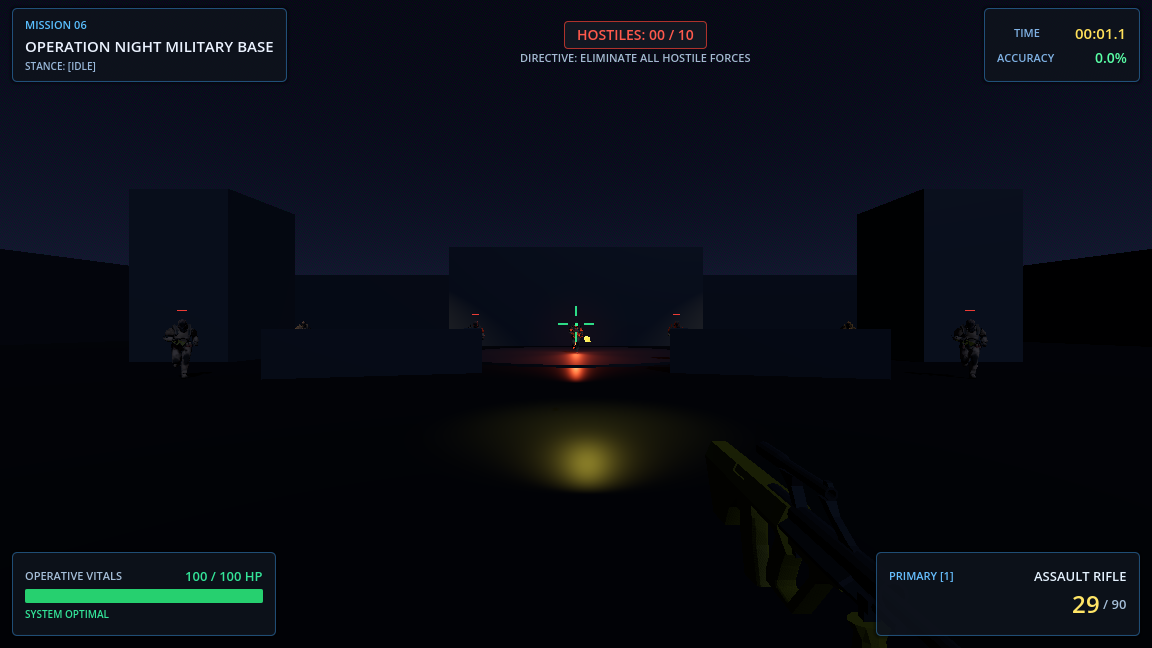 MISSION 06
OPERATION NIGHT MILITARY BASE
STANCE: [IDLE]
HOSTILES: 00 / 10
DIRECTIVE: ELIMINATE ALL HOSTILE FORCES
TIME 00:01.1
ACCURACY 0.0%
OPERATIVE VITALS 100 / 100 HP
SYSTEM OPTIMAL
PRIMARY [1] ASSAULT RIFLE
29 / 90